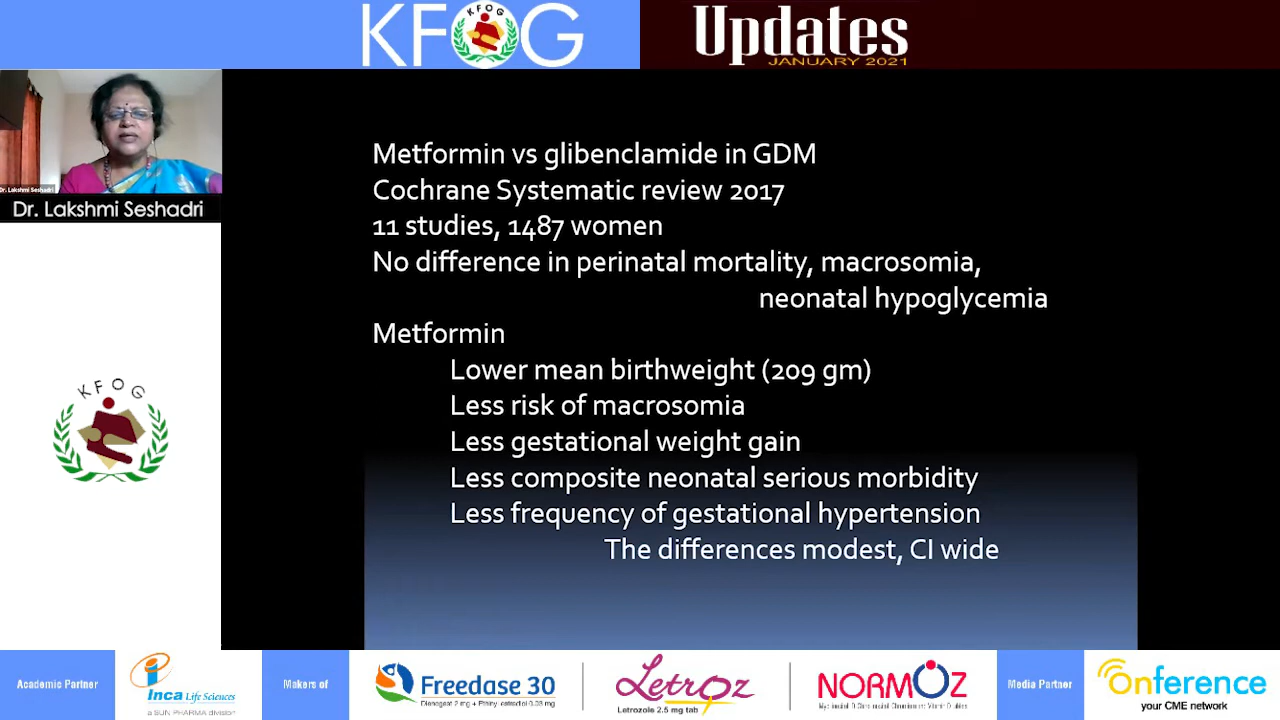 KFOG
Updates
JANUARY 2021
Dr. Lakshmi Seshadri
Dr. Lakshmi Seshadri
Metformin vs glibenclamide in GDM
Cochrane Systematic review 2017
11 studies, 1487 women
No difference in perinatal mortality, macrosomia,
neonatal hypoglycemia
Metformin
Lower mean birthweight (209 gm)
Less risk of macrosomia
Less gestational weight gain
Less composite neonatal serious morbidity
Less frequency of gestational hypertension
The differences modest, CI wide
KFOG
Academic Partner
Inca Life Sciences
a SUN PHARMA division
Makers of
Freedase 30
Letroz
Letrozole 2.5 mg tab
NORMOZ
Media Partner
Onference
your CME network